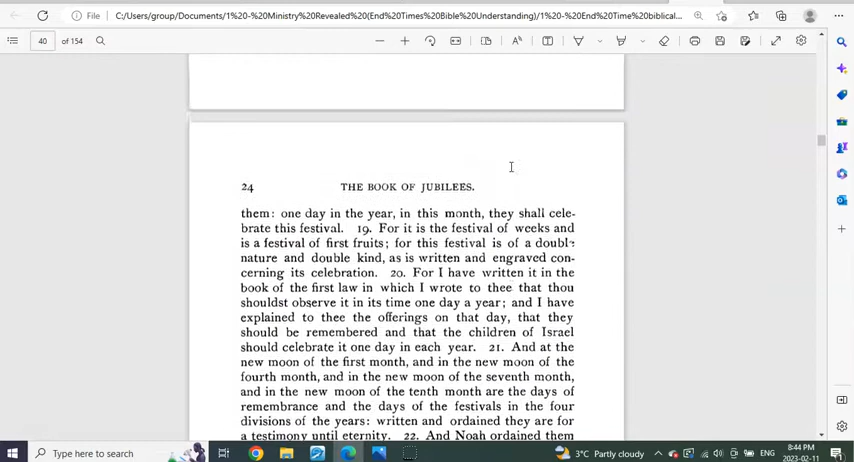 File
C:/Users/group/Documents/1%20-%20Ministry%20Revealed%20(End%20Times%20Bible%20Understanding)/1%20-%20End%20Time%20biblical...
40 of 154
24 THE BOOK OF JUBILEES.
them: one day in the year, in this month, they shall cele-
brate this festival. 19. For it is the festival of weeks and
is a festival of first fruits; for this festival is of a double
nature and double kind, as is written and engraved con-
cerning its celebration. 20. For I have written it in the
book of the first law in which I wrote to thee that thou
shouldst observe it in its time one day a year; and I have
explained to thee the offerings on that day, that they
should be remembered and that the children of Israel
should celebrate it one day in each year. 21. And at the
new moon of the first month, and in the new moon of the
fourth month, and in the new moon of the seventh month,
and in the new moon of the tenth month are the days of
remembrance and the days of the festivals in the four
divisions of the years: written and ordained they are for
a testimony until eternity. 22. And Noah ordained them
Type here to search
3°C Partly cloudy
8:44 PM
2023-02-11